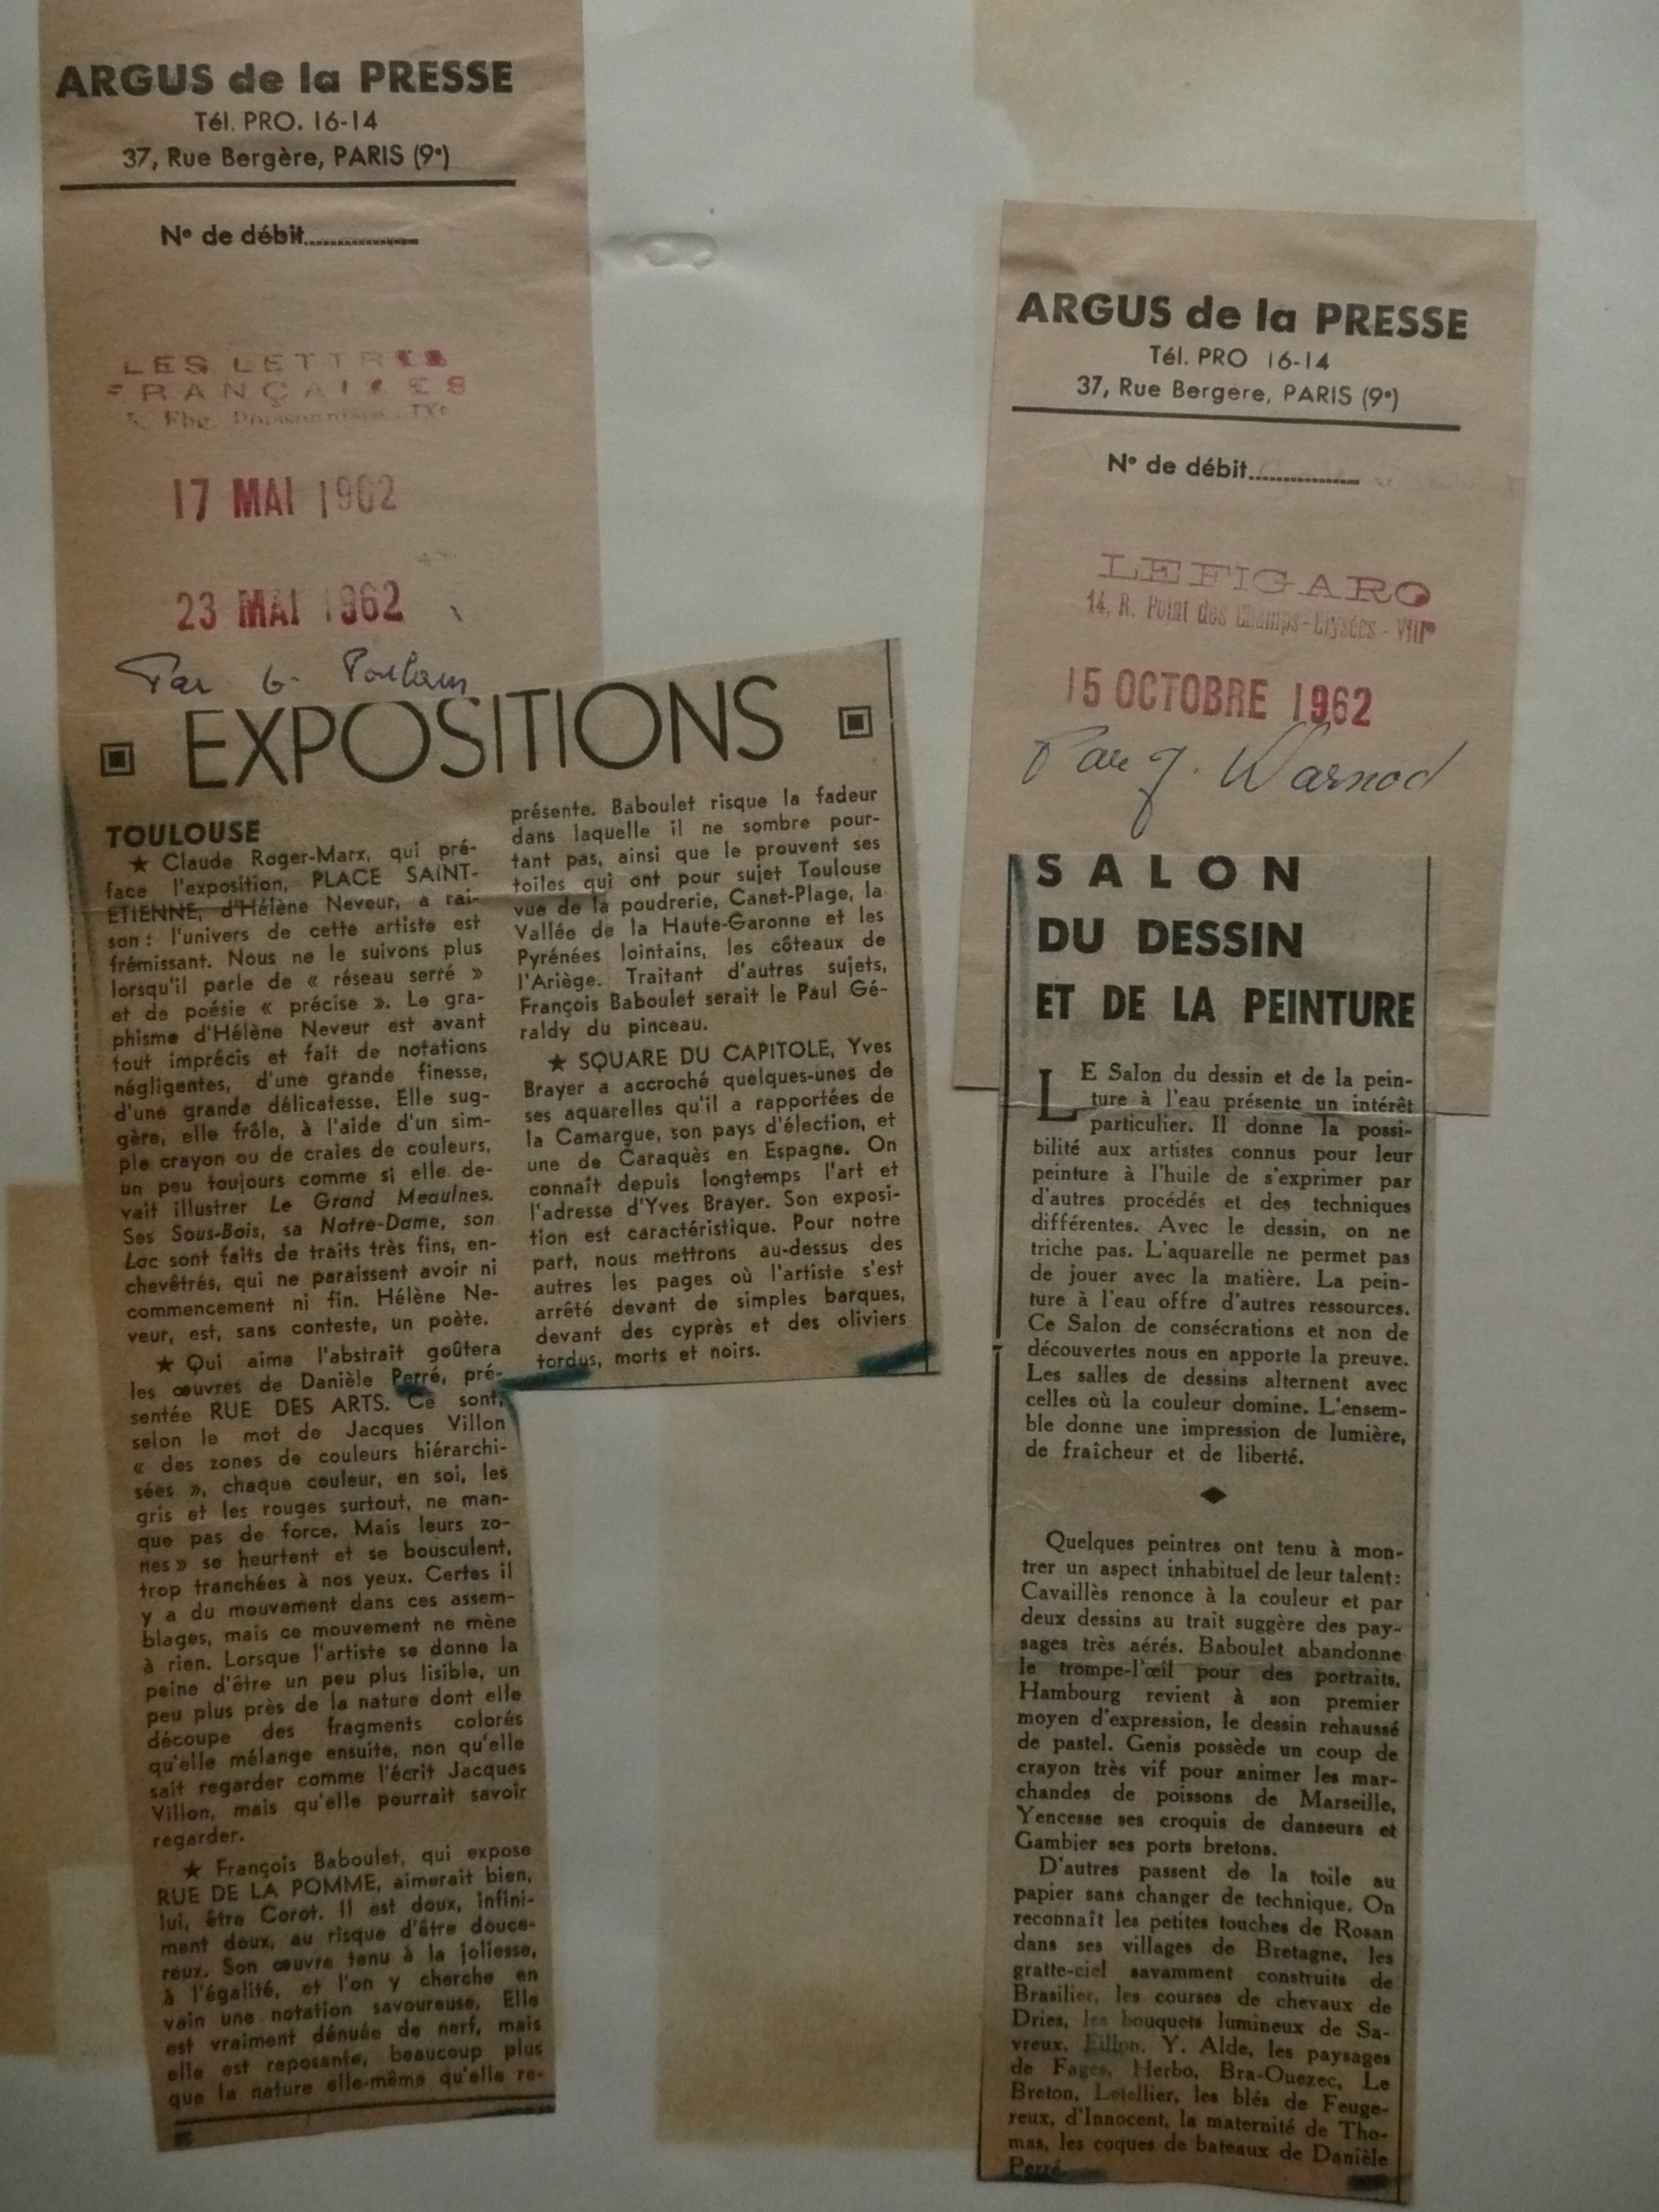 ARGUS de la PRESSE
Tél. PRO. 16-14
37, Rue Bergère, PARIS (9e)
No de débit
LES LETTRES
FRANÇAISES
5, Fbg. Poissonnière, IXe
17 MAI 1962
23 MAI 1962
Par G.
EXPOSITIONS
TOULOUSE
★ Claude Roger-Marx, qui pré-
face l'exposition, PLACE SAINT-
ETIENNE, d'Hélène Neveur, a rai-
son : l'univers de cette artiste est
frémissant. Nous ne le suivons plus
lorsqu'il parle de « réseau serré »
et de poésie « précise ». Le gra-
phisme d'Hélène Neveur est avant
tout imprécis et fait de notations
négligentes, d'une grande finesse,
d'une grande délicatesse. Elle sug-
gère, elle frôle, à l'aide d'un sim-
ple crayon ou de craies de couleurs,
un peu toujours comme si elle de-
vait illustrer Le Grand Meaulnes.
Ses Sous-Bois, sa Notre-Dame, son
Lac sont faits de traits très fins, en-
chevêtrés, qui ne paraissent avoir ni
commencement ni fin. Hélène Ne-
veur, est, sans conteste, un poète.
★ Qui aime l'abstrait goûtera
les œuvres de Danièle Perré, pré-
sentée RUE DES ARTS. Ce sont,
selon le mot de Jacques Villon
« des zones de couleurs hiérarchi-
sées », chaque couleur, en soi, les
gris et les rouges surtout, ne man-
que pas de force. Mais leurs zo-
nes » se heurtent et se bousculent,
trop tranchées à nos yeux. Certes il
y a du mouvement dans ces assem-
blages, mais ce mouvement ne mène
à rien. Lorsque l'artiste se donne la
peine d'être un peu plus lisible, un
peu plus près de la nature dont elle
découpe des fragments colorés
qu'elle mélange ensuite, non qu'elle
sait regarder comme l'écrit Jacques
Villon, mais qu'elle pourrait savoir
regarder.
★ François Baboulet, qui expose
RUE DE LA POMME, aimerait bien,
lui, être Corot. Il est doux, infini-
ment doux, au risque d'être douce-
reux. Son œuvre tenu à la joliesse,
à l'égalité, et l'on y cherche en
vain une notation savoureuse. Elle
est vraiment dénuée de nerf, mais
elle est reposante, beaucoup plus
que la nature elle-même qu'elle re-
présente. Baboulet risque la fadeur
dans laquelle il ne sombre pour-
tant pas, ainsi que le prouvent ses
toiles qui ont pour sujet Toulouse
vue de la poudrerie, Canet-Plage, la
Vallée de la Haute-Garonne et les
Pyrénées lointains, les côteaux de
l'Ariège. Traitant d'autres sujets,
François Baboulet serait le Paul Gé-
raldy du pinceau.
★ SQUARE DU CAPITOLE, Yves
Brayer a accroché quelques-unes de
ses aquarelles qu'il a rapportées de
la Camargue, son pays d'élection, et
une de Caraquès en Espagne. On
connaît depuis longtemps l'art et
l'adresse d'Yves Brayer. Son exposi-
tion est caractéristique. Pour notre
part, nous mettrons au-dessus des
autres les pages où l'artiste s'est
arrêté devant de simples barques,
devant des cyprès et des oliviers
tordus, morts et noirs.
ARGUS de la PRESSE
Tél. PRO 16-14
37, Rue Bergère, PARIS (9e)
No de débit
LE FIGARO
14, R. Point des Champs-Elysées - VIIIe
15 OCTOBRE 1962
Par J. Warnod
SALON
DU DESSIN
ET DE LA PEINTURE
LE Salon du dessin et de la pein-
ture à l'eau présente un intérêt
particulier. Il donne la possi-
bilité aux artistes connus pour leur
peinture à l'huile de s'exprimer par
d'autres procédés et des techniques
différentes. Avec le dessin, on ne
triche pas. L'aquarelle ne permet pas
de jouer avec la matière. La pein-
ture à l'eau offre d'autres ressources.
Ce Salon de consécrations et non de
découvertes nous en apporte la preuve.
Les salles de dessins alternent avec
celles où la couleur domine. L'ensem-
ble donne une impression de lumière,
de fraîcheur et de liberté.
Quelques peintres ont tenu à mon-
trer un aspect inhabituel de leur talent :
Cavaillès renonce à la couleur et par
deux dessins au trait suggère des pay-
sages très aérés. Baboulet abandonne
le trompe-l'œil pour des portraits.
Hambourg revient à son premier
moyen d'expression, le dessin rehaussé
de pastel. Genis possède un coup de
crayon très vif pour animer les mar-
chandes de poissons de Marseille,
Yencesse ses croquis de danseurs et
Gambier ses ports bretons.
D'autres passent de la toile au
papier sans changer de technique. On
reconnaît les petites touches de Rosan
dans ses villages de Bretagne, les
gratte-ciel savamment construits de
Brasilier, les courses de chevaux de
Dries, les bouquets lumineux de Sa-
vreux, Fillon, Y. Alde, les paysages
de Fages, Herbo, Bra-Ouezec, Le
Breton, Letellier, les blés de Feuge-
reux, d'Innocent, la maternité de Tho-
mas, les coques de bateaux de Danièle
Perré.